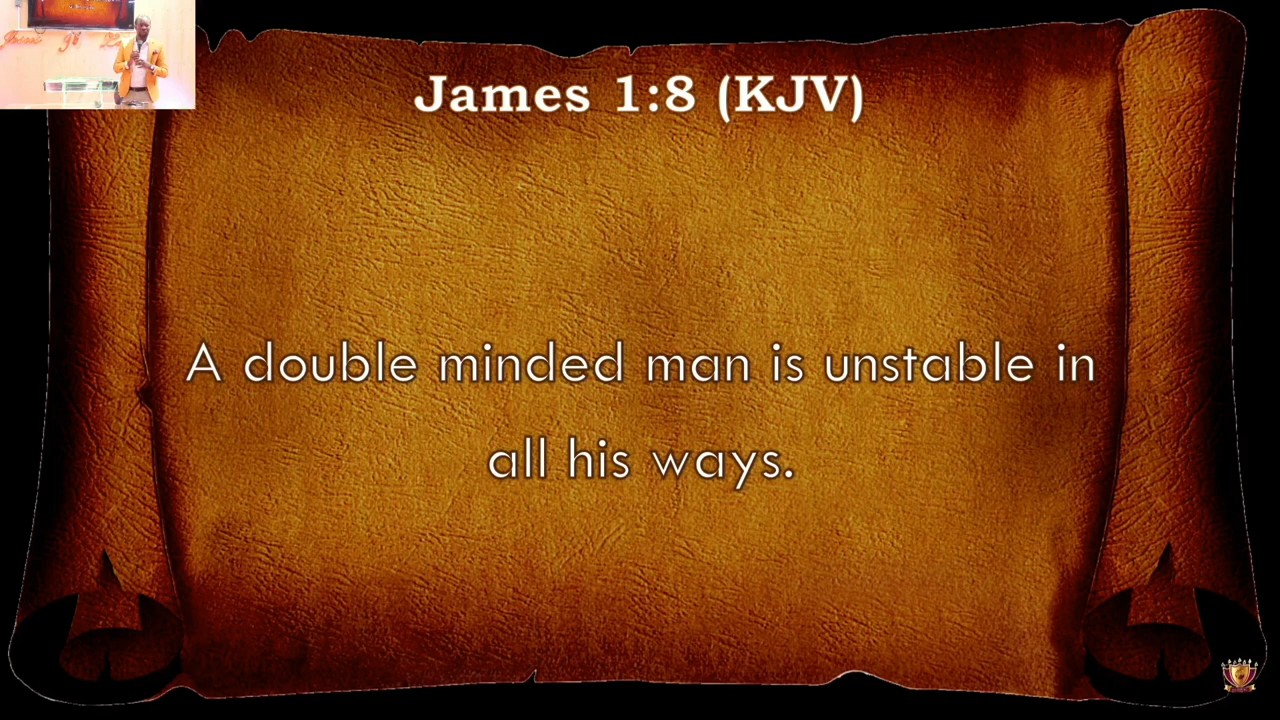 James 1:8 (KJV)
A double minded man is unstable in
all his ways.